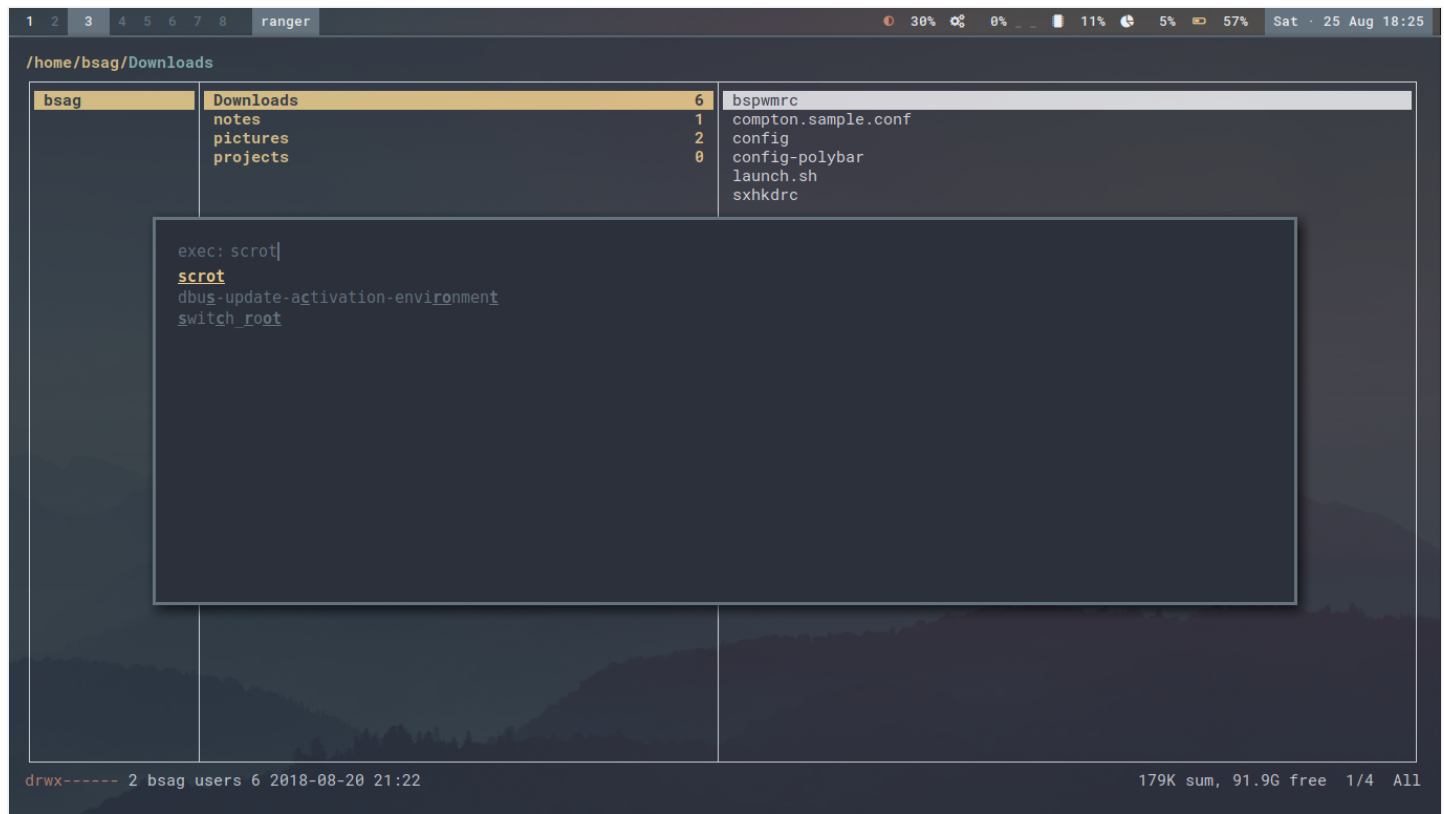 1 2 3 4 5 6 7 8 ranger 30% 0% _ _ 11% 5% 57% Sat · 25 Aug 18:25
/home/bsag/Downloads
bsag Downloads 6 bspwmrc
notes 1 compton.sample.conf
pictures 2 config
projects 0 config-polybar
launch.sh
sxhkdrc
exec: scrot
scrot
dbus-update-activation-environment
switch_root
drwx------ 2 bsag users 6 2018-08-20 21:22 179K sum, 91.9G free 1/4 All